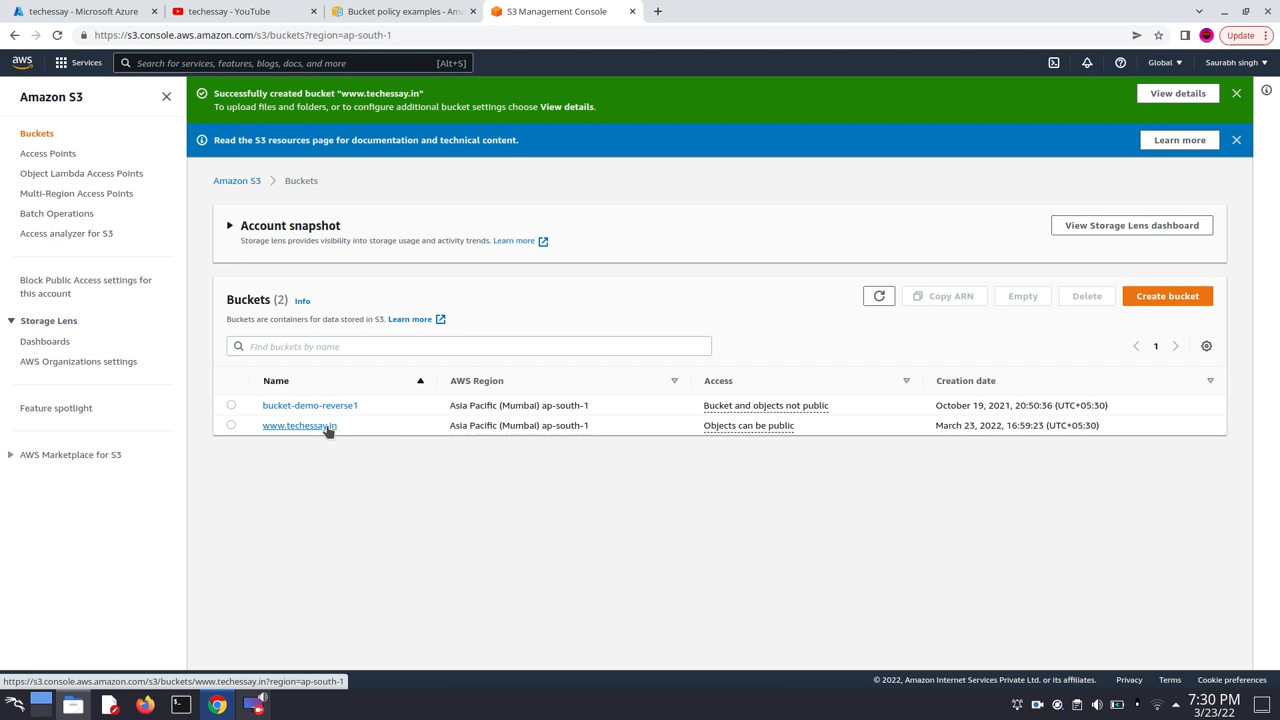 techessay - Microsoft Azure
techessay - YouTube
Bucket policy examples - Ama
S3 Management Console
https://s3.console.aws.amazon.com/s3/buckets?region=ap-south-1
Update
aws
Services
Search for services, features, blogs, docs, and more
[Alt+S]
Global
Saurabh singh
Amazon S3
Buckets
Access Points
Object Lambda Access Points
Multi-Region Access Points
Batch Operations
Access analyzer for S3
Block Public Access settings for
this account
Storage Lens
Dashboards
AWS Organizations settings
Feature spotlight
AWS Marketplace for S3
Successfully created bucket "www.techessay.in"
To upload files and folders, or to configure additional bucket settings choose View details.
View details
Read the S3 resources page for documentation and technical content.
Learn more
Amazon S3 > Buckets
Account snapshot
Storage lens provides visibility into storage usage and activity trends. Learn more
View Storage Lens dashboard
Buckets (2) Info
Buckets are containers for data stored in S3. Learn more
Copy ARN
Empty
Delete
Create bucket
Find buckets by name
1
Name AWS Region Access Creation date
bucket-demo-reverse1 Asia Pacific (Mumbai) ap-south-1 Bucket and objects not public October 19, 2021, 20:50:36 (UTC+05:30)
www.techessay.in Asia Pacific (Mumbai) ap-south-1 Objects can be public March 23, 2022, 16:59:23 (UTC+05:30)
https://s3.console.aws.amazon.com/s3/buckets/www.techessay.in?region=ap-south-1
© 2022, Amazon Internet Services Private Ltd. or its affiliates.
Privacy
Terms
Cookie preferences
7:30 PM
3/23/22